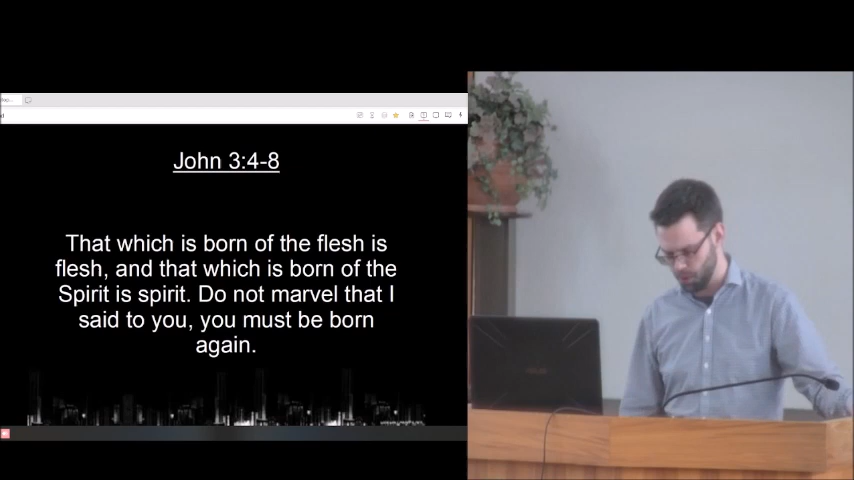 John 3:4-8
That which is born of the flesh is
flesh, and that which is born of the
Spirit is spirit. Do not marvel that I
said to you, you must be born
again.